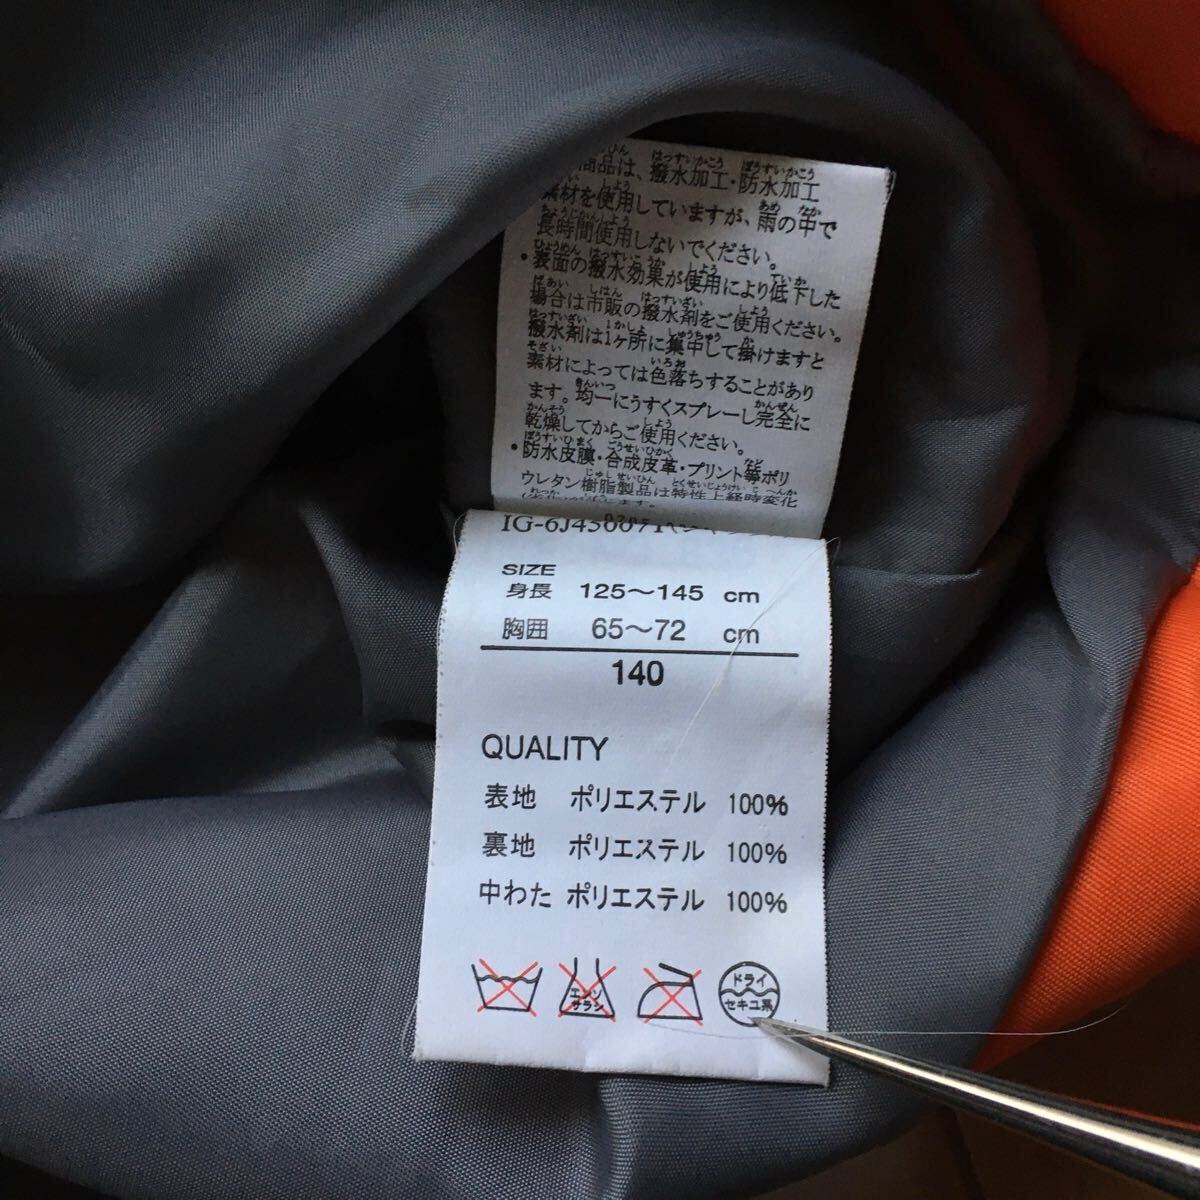 商品は、撥水加工・防水加工
素材を使用していますが、雨の中で
長時間使用しないでください。
・表面の撥水効果が使用により低下した
場合は市販の撥水剤をご使用ください。
撥水剤は1ヶ所に集中して掛けますと
素材によっては色落ちすることがあり
ます。均一にうすくスプレーし完全に
乾燥してからご使用ください。
・防水皮膜・合成皮革・プリント等ポリ
ウレタン樹脂製品は特性上経時変化
SIZE
身長 125～145 cm
胸囲 65～72 cm
140
QUALITY
表地 ポリエステル 100%
裏地 ポリエステル 100%
中わた ポリエステル 100%
エンソ
サラシ
ドライ
セキユ系